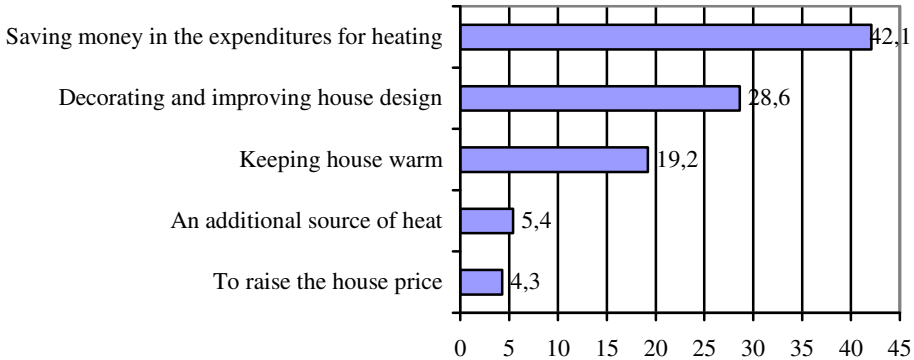 Saving money in the expenditures for heating 42,1
Decorating and improving house design 28,6
Keeping house warm 19,2
An additional source of heat 5,4
To raise the house price 4,3
0 5 10 15 20 25 30 35 40 45